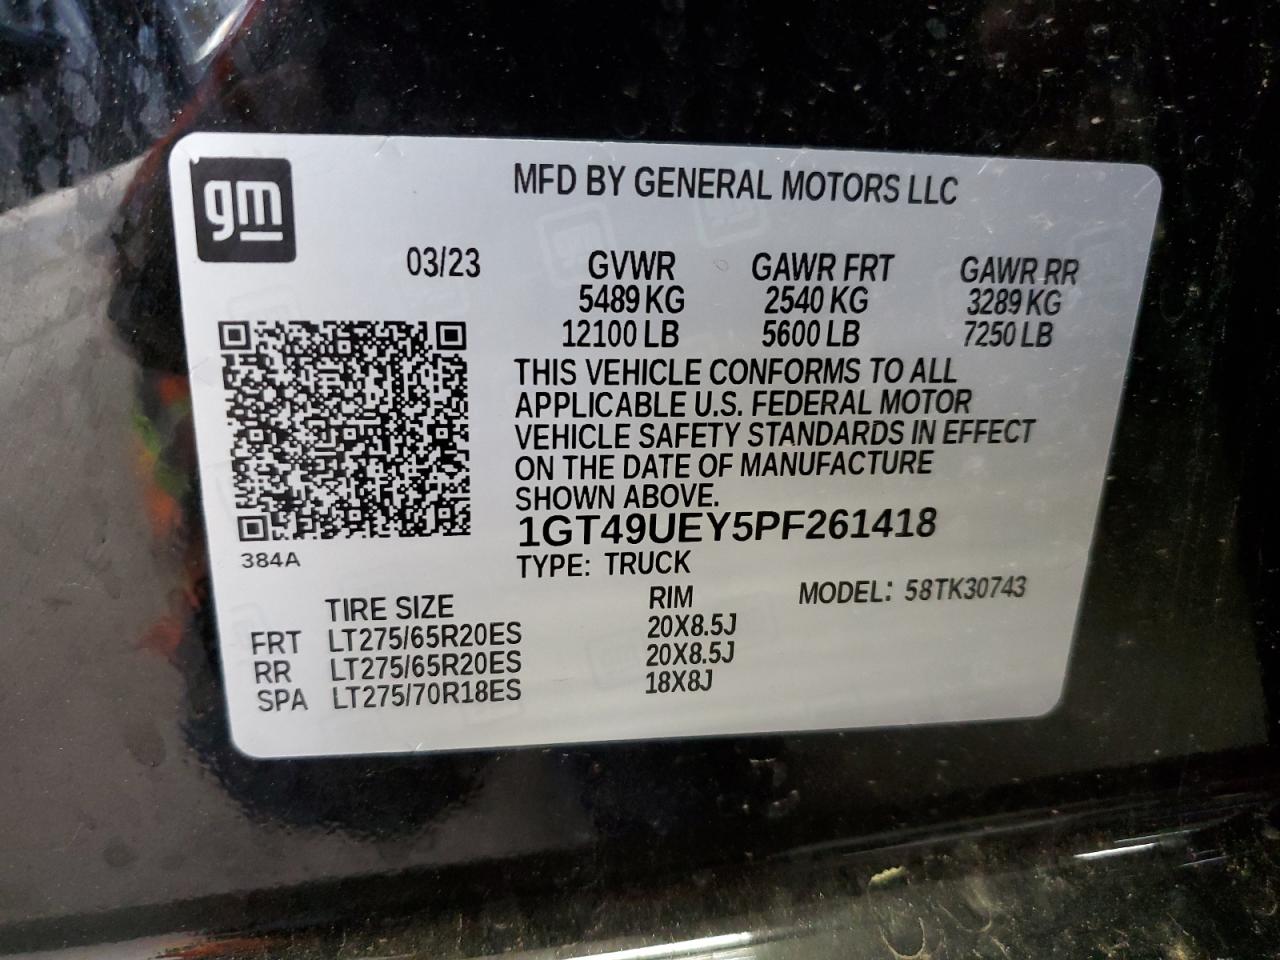 gm
MFD BY GENERAL MOTORS LLC
03/23
GVWR GAWR FRT GAWR RR
5489 KG 2540 KG 3289 KG
12100 LB 5600 LB 7250 LB
THIS VEHICLE CONFORMS TO ALL
APPLICABLE U.S. FEDERAL MOTOR
VEHICLE SAFETY STANDARDS IN EFFECT
ON THE DATE OF MANUFACTURE
SHOWN ABOVE.
1GT49UEY5PF261418
384A
TYPE: TRUCK
TIRE SIZE RIM MODEL: 58TK30743
FRT LT275/65R20ES 20X8.5J
RR LT275/65R20ES 20X8.5J
SPA LT275/70R18ES 18X8J